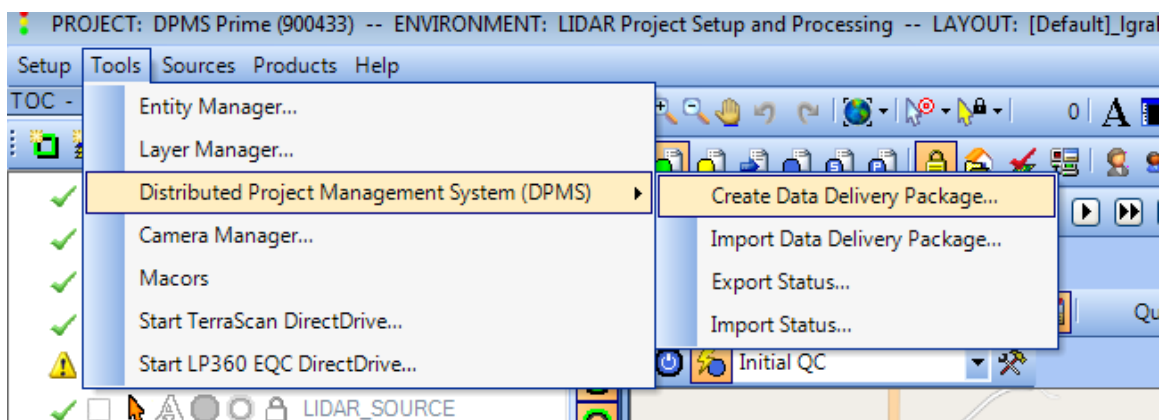 PROJECT: DPMS Prime (900433) -- ENVIRONMENT: LIDAR Project Setup and Processing -- LAYOUT: [Default]_lgral
Setup Tools Sources Products Help
TOC -
Entity Manager...
0 A
Layer Manager...
Distributed Project Management System (DPMS)
Create Data Delivery Package...
Camera Manager...
Import Data Delivery Package...
Macors
Export Status...
Start TerraScan DirectDrive...
Import Status...
Qu
Start LP360 EQC DirectDrive...
Initial QC
LIDAR_SOURCE